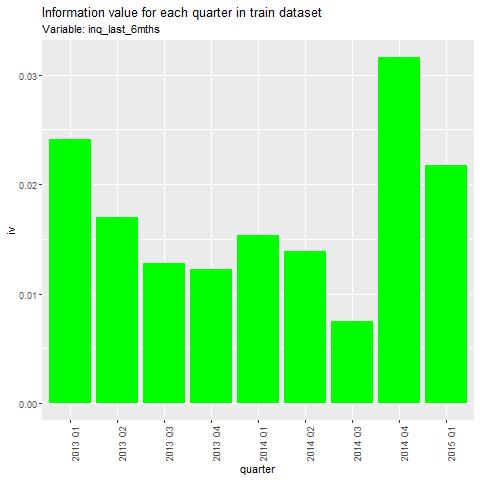 Information value for each quarter in train dataset
Variable: inq_last_6mths
iv
0.03
0.02
0.01
0.00
2013 Q1
2013 Q2
2013 Q3
2013 Q4
2014 Q1
2014 Q2
2014 Q3
2014 Q4
2015 Q1
quarter